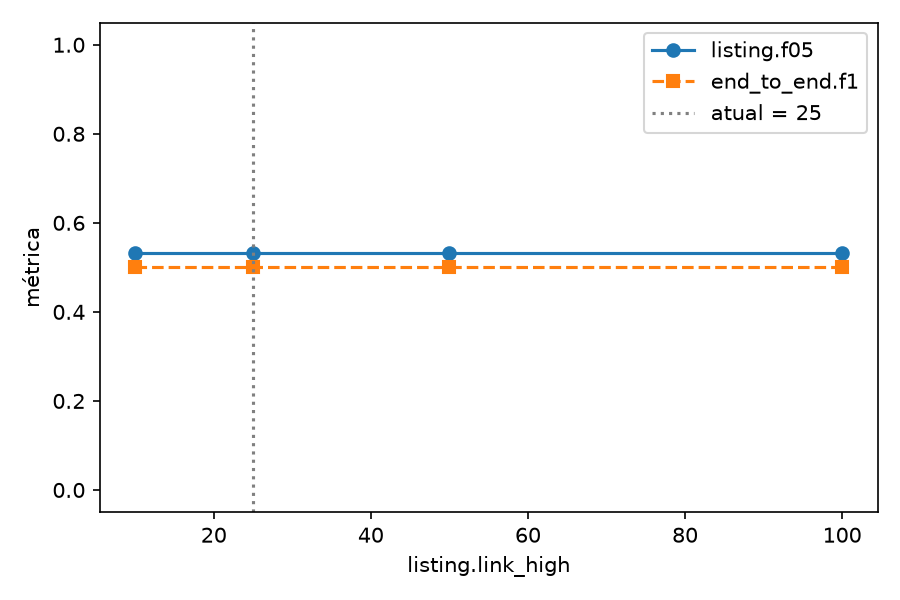 listing.f05
end_to_end.f1
atual = 25
1.0
0.8
0.6
0.4
0.2
0.0
métrica
20 40 60 80 100
listing.link_high